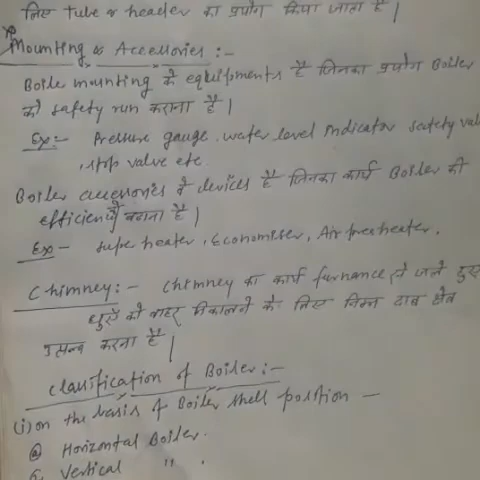 लिए Tube व header का प्रयोग किया जाता है |
Mounting & Accessories :-
Boiler mounting वे equipments है जिनका प्रयोग Boiler
को safety run कराना है |
Ex:- Pressure gauge, water level indicator safety val
, stop valve etc.
Boiler accessories वे devices है जिनका कार्य Boiler की
efficiency बढाना है |
Ex - supe heater, Economiser, Air preheater.
Chimney :- Chimney का कार्य furnance से जले हुए
धुएँ को बाहर निकालने के लिए निम्न दाब क्षेत्र
उत्पन्न करना है |
Classification of Boiler :-
(i) on the basis of Boiler shell position -
@ Horizontal Boiler.
Vertical " .